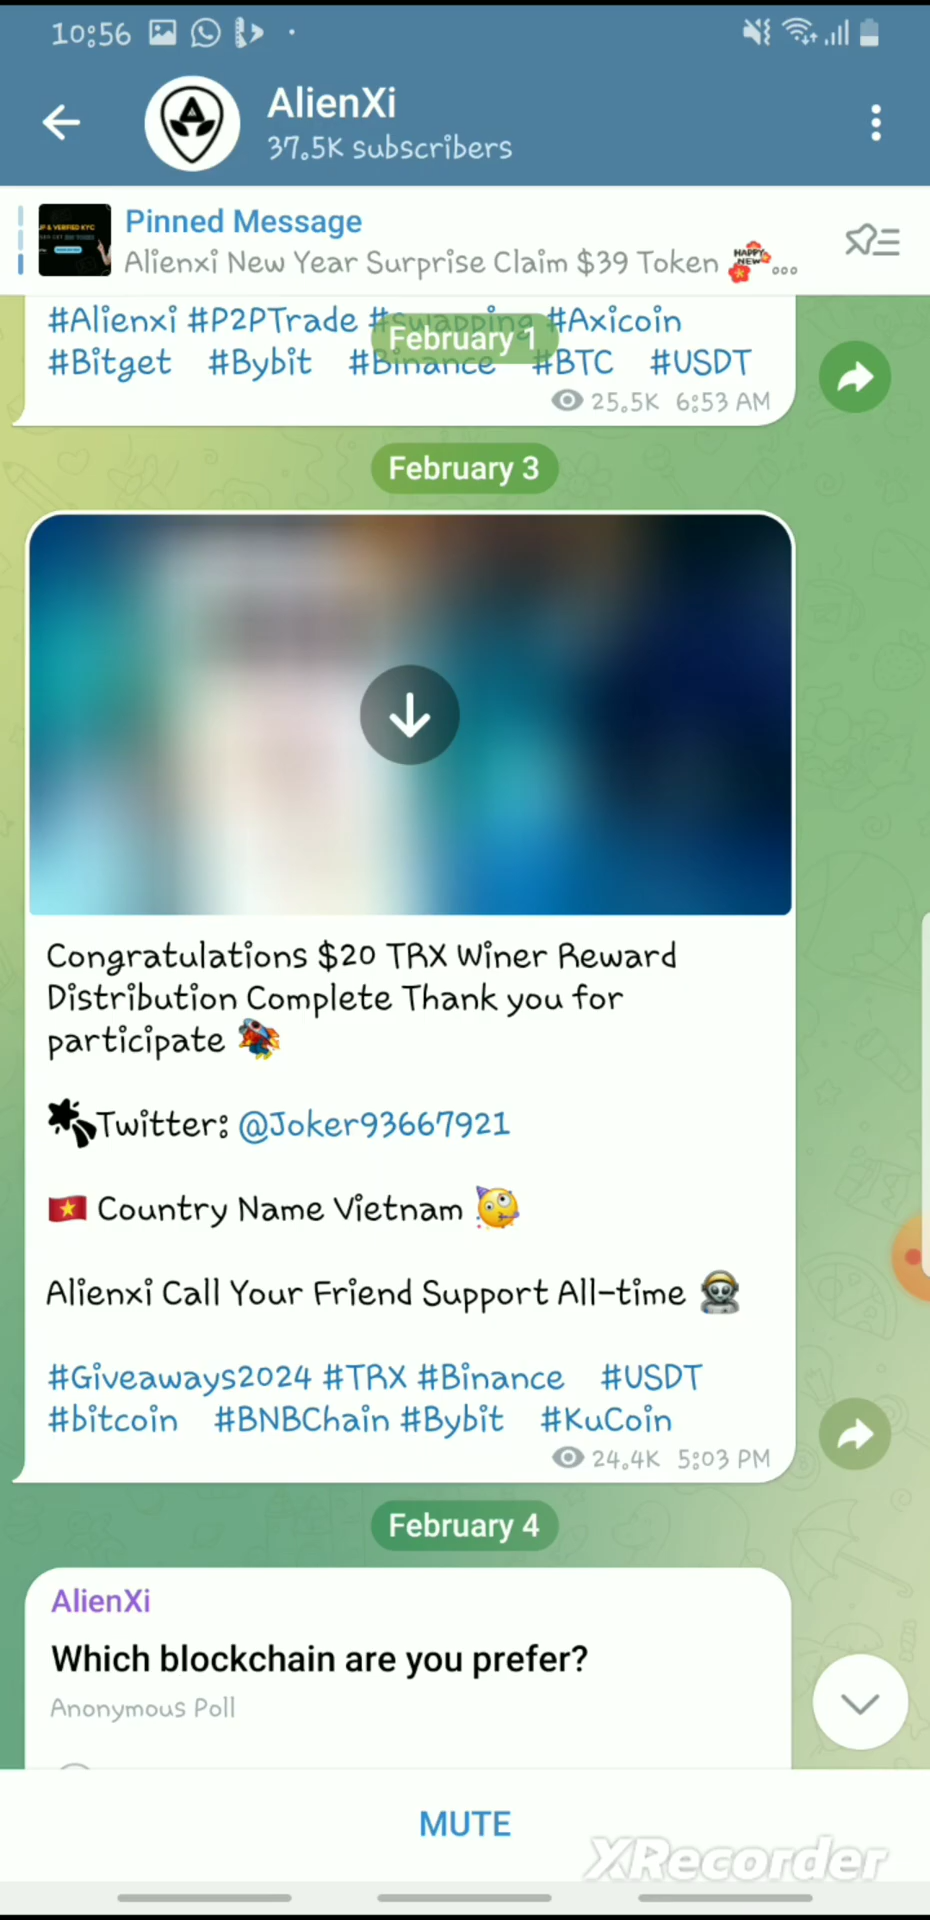 10:56
AlienXi
37.5K subscribers
Pinned Message
Alienxi New Year Surprise Claim $39 Token HAPPY NEW ...
#Alienxi #P2PTrade #swapping #Axicoin
February 1
#Bitget #Bybit #Binance #BTC #USDT
25.5K 6:53 AM
February 3
Congratulations $20 TRX Winer Reward
Distribution Complete Thank you for
participate
Twitter: @Joker93667921
Country Name Vietnam
Alienxi Call Your Friend Support All-time
#Giveaways2024 #TRX #Binance #USDT
#bitcoin #BNBChain #Bybit #KuCoin
24.4K 5:03 PM
February 4
AlienXi
Which blockchain are you prefer?
Anonymous Poll
MUTE
XRecorder